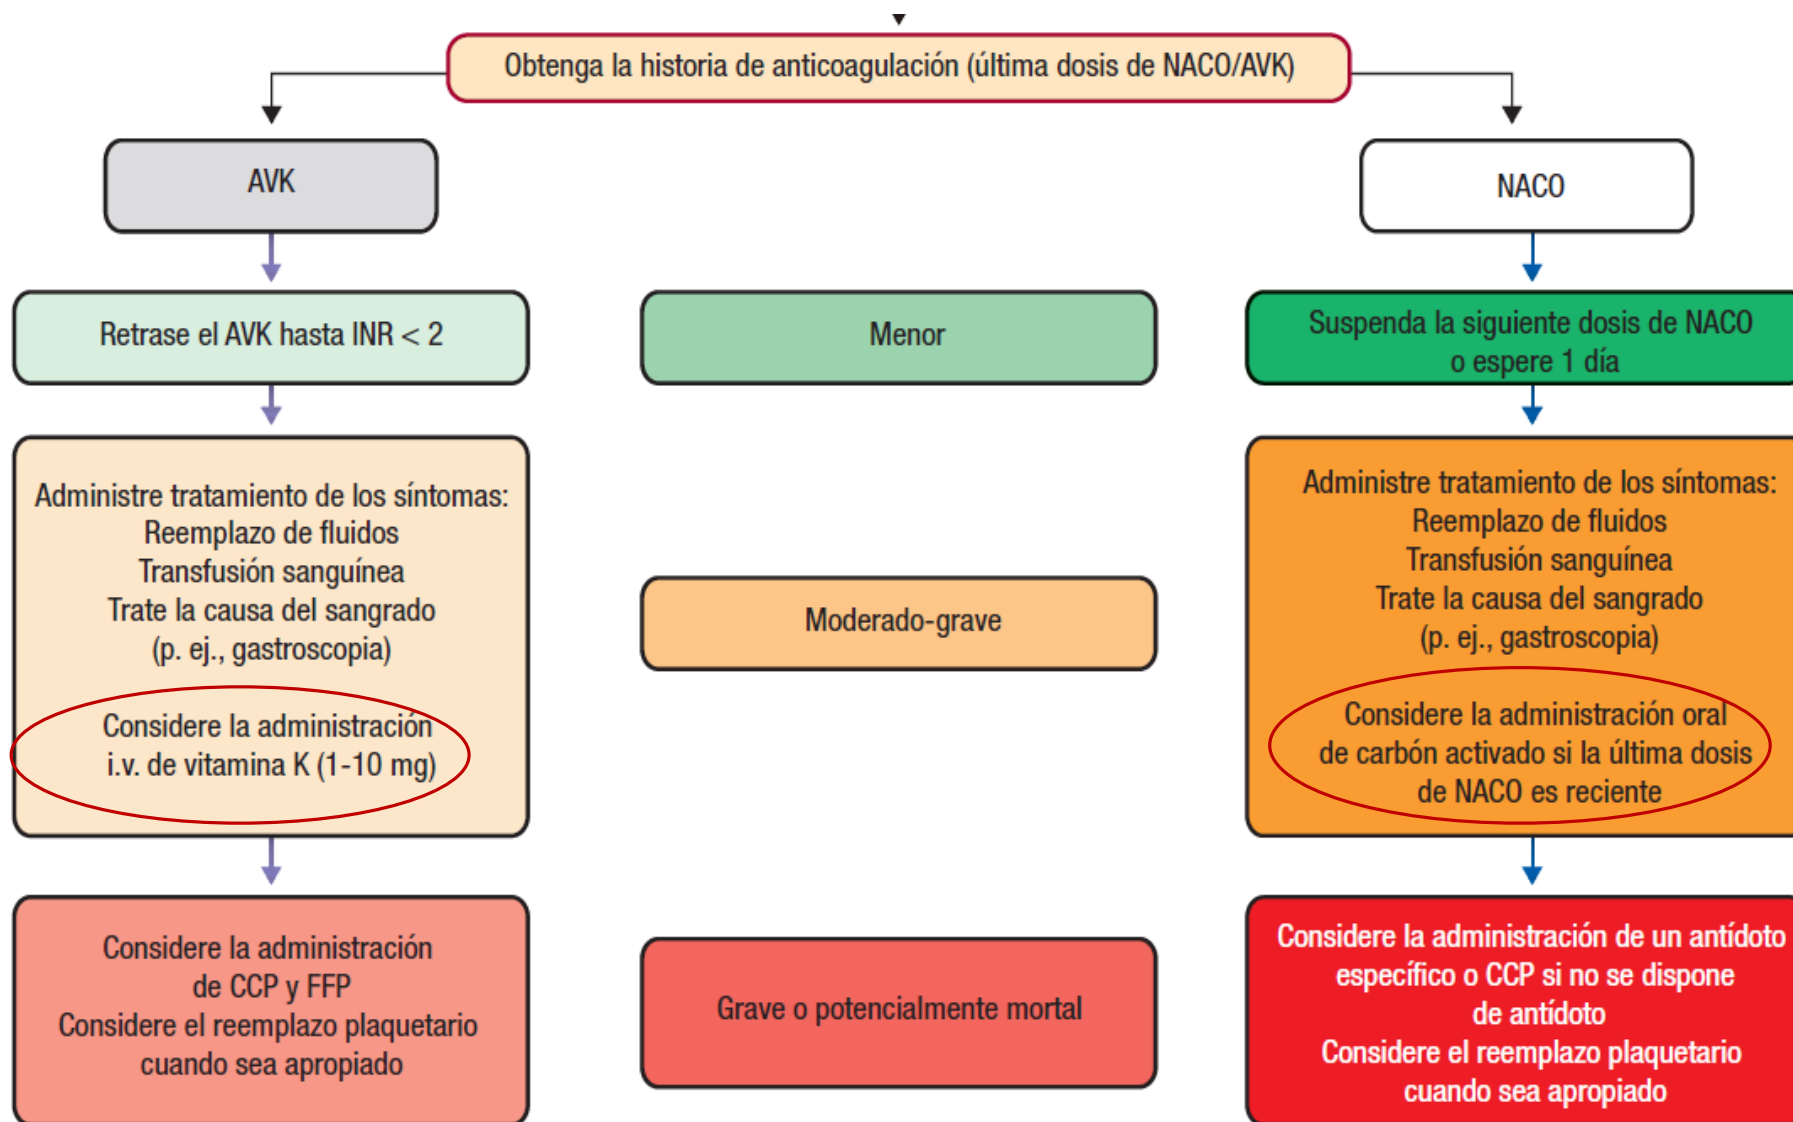 Obtenga la historia de anticoagulación (última dosis de NACO/AVK)
AVK
NACO
Retrase el AVK hasta INR < 2
Menor
Suspenda la siguiente dosis de NACO
o espere 1 día
Administre tratamiento de los síntomas:
Reemplazo de fluidos
Transfusión sanguínea
Trate la causa del sangrado
(p. ej., gastroscopia)
Considere la administración
i.v. de vitamina K (1-10 mg)
Moderado-grave
Administre tratamiento de los síntomas:
Reemplazo de fluidos
Transfusión sanguínea
Trate la causa del sangrado
(p. ej., gastroscopia)
Considere la administración oral
de carbón activado si la última dosis
de NACO es reciente
Considere la administración
de CCP y FFP
Considere el reemplazo plaquetario
cuando sea apropiado
Grave o potencialmente mortal
Considere la administración de un antídoto
específico o CCP si no se dispone
de antídoto
Considere el reemplazo plaquetario
cuando sea apropiado